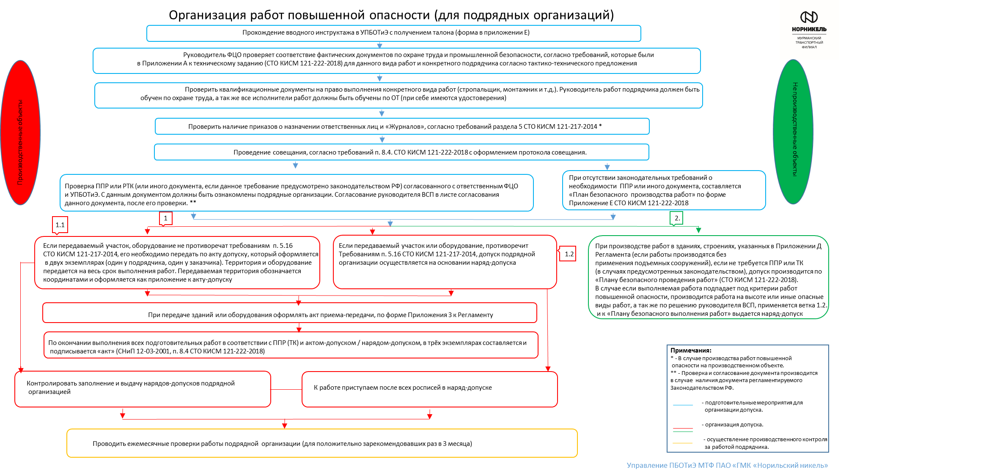 Организация работ повышенной опасности (для подрядных организаций)
НОРНИКЕЛЬ
МУРМАНСКИЙ
ТРАНСПОРТНЫЙ
ФИЛИАЛ
Прохождение вводного инструктажа в УПБОТиЭ с получением талона (форма в приложении Е)
Руководитель ФЦО проверяет соответствие фактических документов по охране труда и промышленной безопасности, согласно требований, которые были
в Приложении А к техническому заданию (СТО КИСМ 121-222-2018) для данного вида работ и конкретного подрядчика согласно тактико-технического предложения
Производственные объекты
Не производственные объекты
Проверить квалификационные документы на право выполнения конкретного вида работ (стропальщик, монтажник и т.д.). Руководитель работ подрядчика должен быть
обучен по охране труда, а так же все исполнители работ должны быть обучены по ОТ (при себе имеются удостоверения)
Проверить наличие приказов о назначении ответственных лиц и «Журналов», согласно требований раздела 5 СТО КИСМ 121-217-2014 *
Проведение совещания, согласно требований п. 8.4. СТО КИСМ 121-222-2018 с оформлением протокола совещания.
Проверка ППР или РТК (или иного документа, если данное требование предусмотрено законодательством РФ) согласованного с ответственным ФЦО
и УПБОТиЭ. С данным документом должны быть ознакомлены подрядные организации. Согласование руководителя ВСП в листе согласования
данного документа, после его проверки. **
При отсутствии законодательных требований о
необходимости ППР или иного документа, составляется
«План безопасного производства работ» по форме
Приложение Е СТО КИСМ 121-222-2018
1
2.
1.1
Если передаваемый участок, оборудование не противоречат требованиям п. 5.16
СТО КИСМ 121-217-2014, его необходимо передать по акту допуску, который оформляется
в двух экземплярах (один у подрядчика, один у заказчика). Территория и оборудование
передается на весь срок выполнения работ. Передаваемая территория обозначается
координатами и оформляется как приложение к акту-допуску
Если передаваемый участок или оборудование, противоречит
Требованиям п. 5.16 СТО КИСМ 121-217-2014, допуск подрядной
организации осуществляется на основании наряд-допуска
1.2
При производстве работ в зданиях, строениях, указанных в Приложении Д
Регламента (если работы производятся без
применения подъемных сооружений), если не требуется ППР или ТК
(в случаях предусмотренных законодательством), допуск производится по
«Плану безопасного проведения работ» (СТО КИСМ 121-222-2018).
В случае если выполняемая работа подпадает под критерии работ
повышенной опасности, производится работа на высоте или иные опасные
виды работ, а так же по решению руководителя ВСП, применяется ветка 1.2.
и к «Плану безопасного выполнения работ» выдается наряд-допуск
При передаче зданий или оборудования оформлять акт приема-передачи, по форме Приложения З к Регламенту
По окончании выполнения всех подготовительных работ в соответствии с ППР (ТК) и актом-допуском / нарядом-допуском, в трёх экземплярах составляется и
подписывается «акт» (СНиП 12-03-2001, п. 8.4 СТО КИСМ 121-222-2018)
Контролировать заполнение и выдачу нарядов-допусков подрядной
организацией
К работе приступаем после всех росписей в наряд-допуске
Проводить ежемесячные проверки работы подрядной организации (для положительно зарекомендовавших раз в 3 месяца)
Примечания:
* - В случае производства работ повышенной
опасности на производственном объекте.
** - Проверка и согласование документа производится
в случае наличия документа регламентируемого
Законодательством РФ.
- подготовительные мероприятия для
организации допуска.
- организация допуска.
- осуществление производственного контроля
за работой подрядчика.
Управление ПБОТиЭ МТФ ПАО «ГМК «Норильский никель»